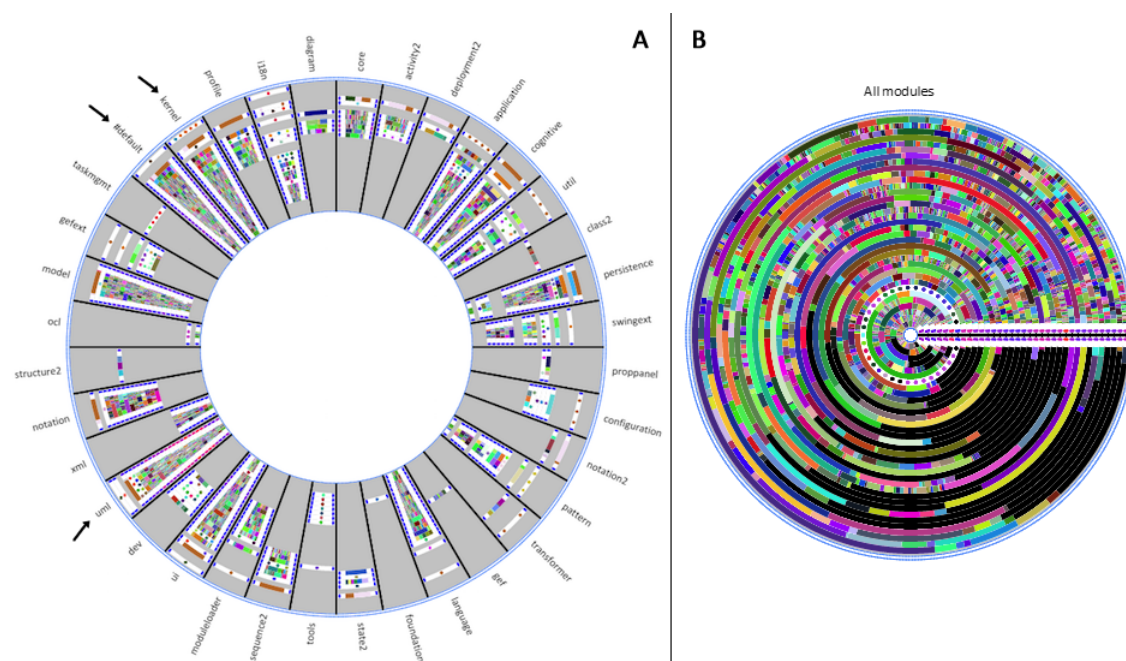 A
B
All modules
core
activity2
deployment2
application
cognitive
util
class2
persistence
swingext
proppanel
configuration
notation2
pattern
transformer
gef
language
foundation
state2
tools
sequence2
moduleloader
ui
dev
uml
xml
notation
structure2
ocl
model
gefext
taskmgmt
#default
kernel
profile
i18n
diagram